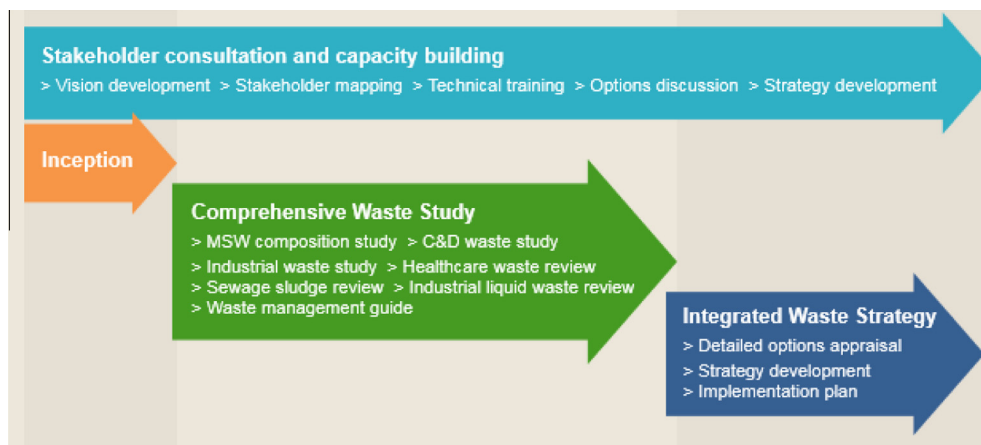 Stakeholder consultation and capacity building
> Vision development > Stakeholder mapping > Technical training > Options discussion > Strategy development
Inception
Comprehensive Waste Study
> MSW composition study > C&D waste study
> Industrial waste study > Healthcare waste review
> Sewage sludge review > Industrial liquid waste review
> Waste management guide
Integrated Waste Strategy
> Detailed options appraisal
> Strategy development
> Implementation plan